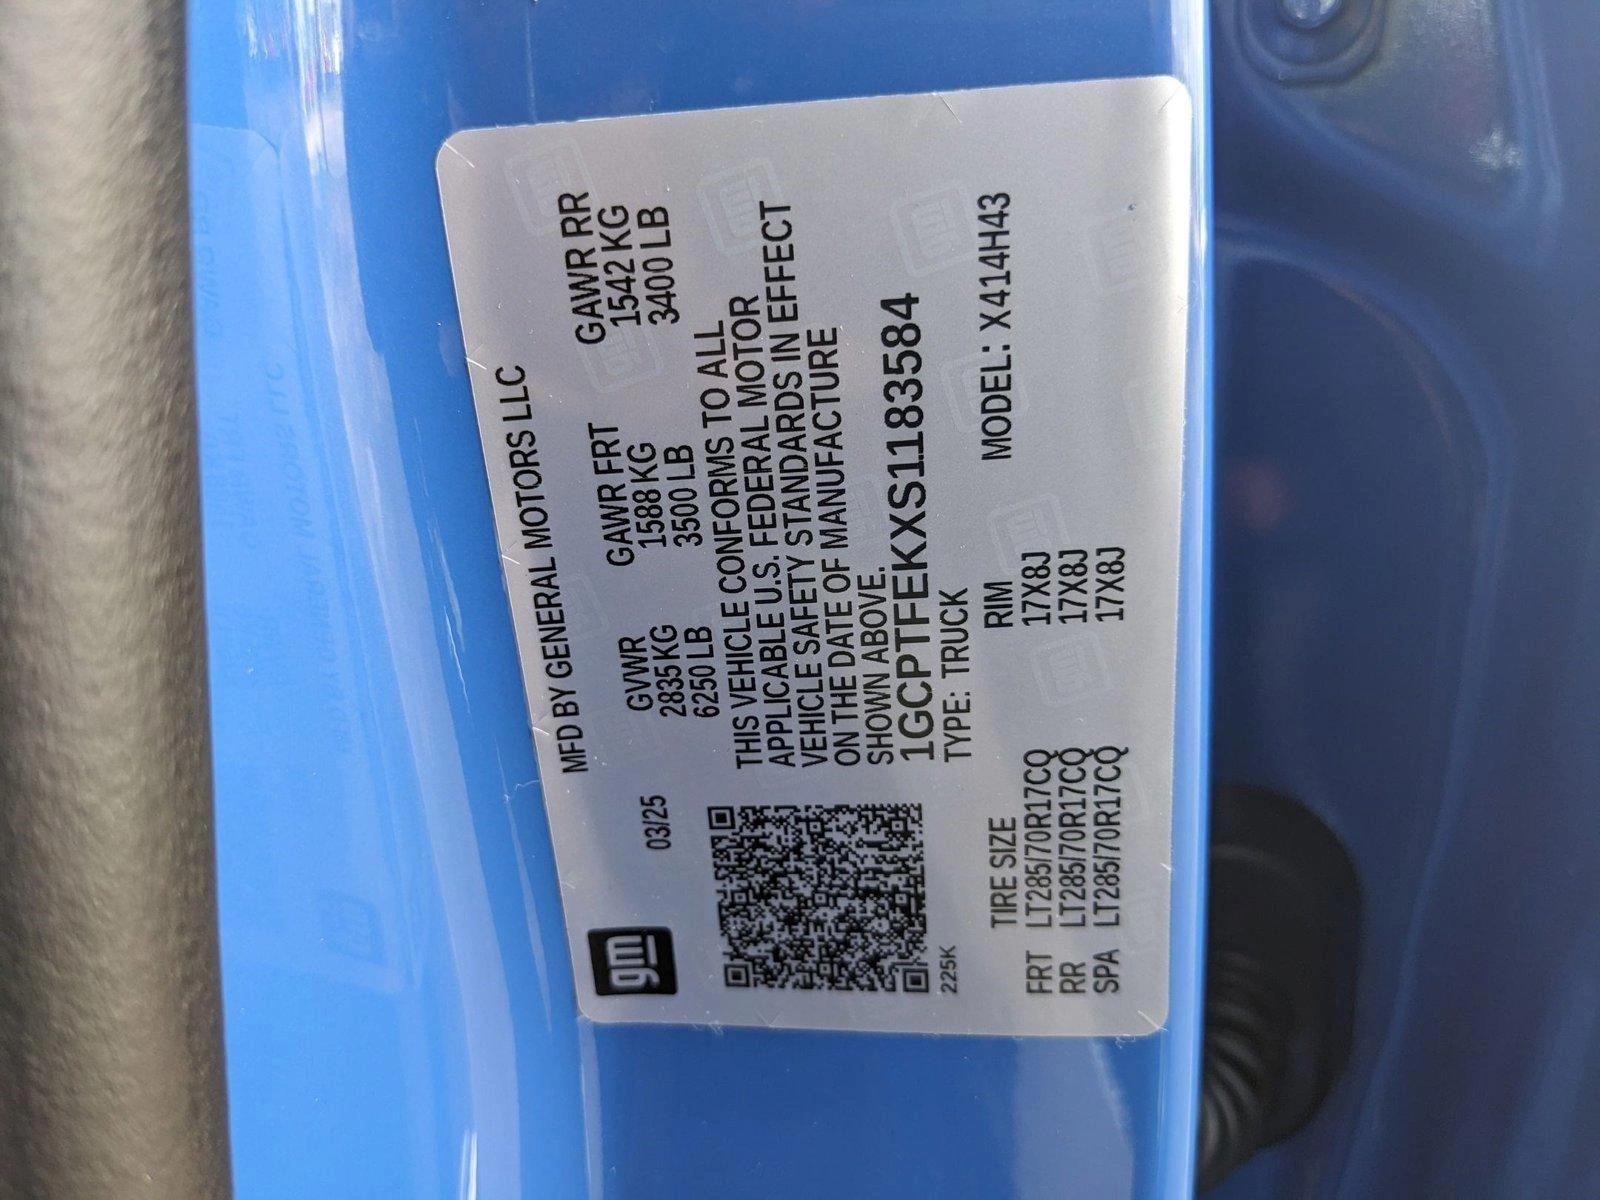 gm
03/25
MFD BY GENERAL MOTORS LLC
GVWR GAWR FRT GAWR RR
2835 KG 1588 KG 1542 KG
6250 LB 3500 LB 3400 LB
THIS VEHICLE CONFORMS TO ALL
APPLICABLE U.S. FEDERAL MOTOR
VEHICLE SAFETY STANDARDS IN EFFECT
ON THE DATE OF MANUFACTURE
SHOWN ABOVE.
1GCPTFEKXS1183584
225K
TYPE: TRUCK MODEL: X414H43
TIRE SIZE RIM
FRT LT285/70R17CQ 17X8J
RR LT285/70R17CQ 17X8J
SPA LT285/70R17CQ 17X8J